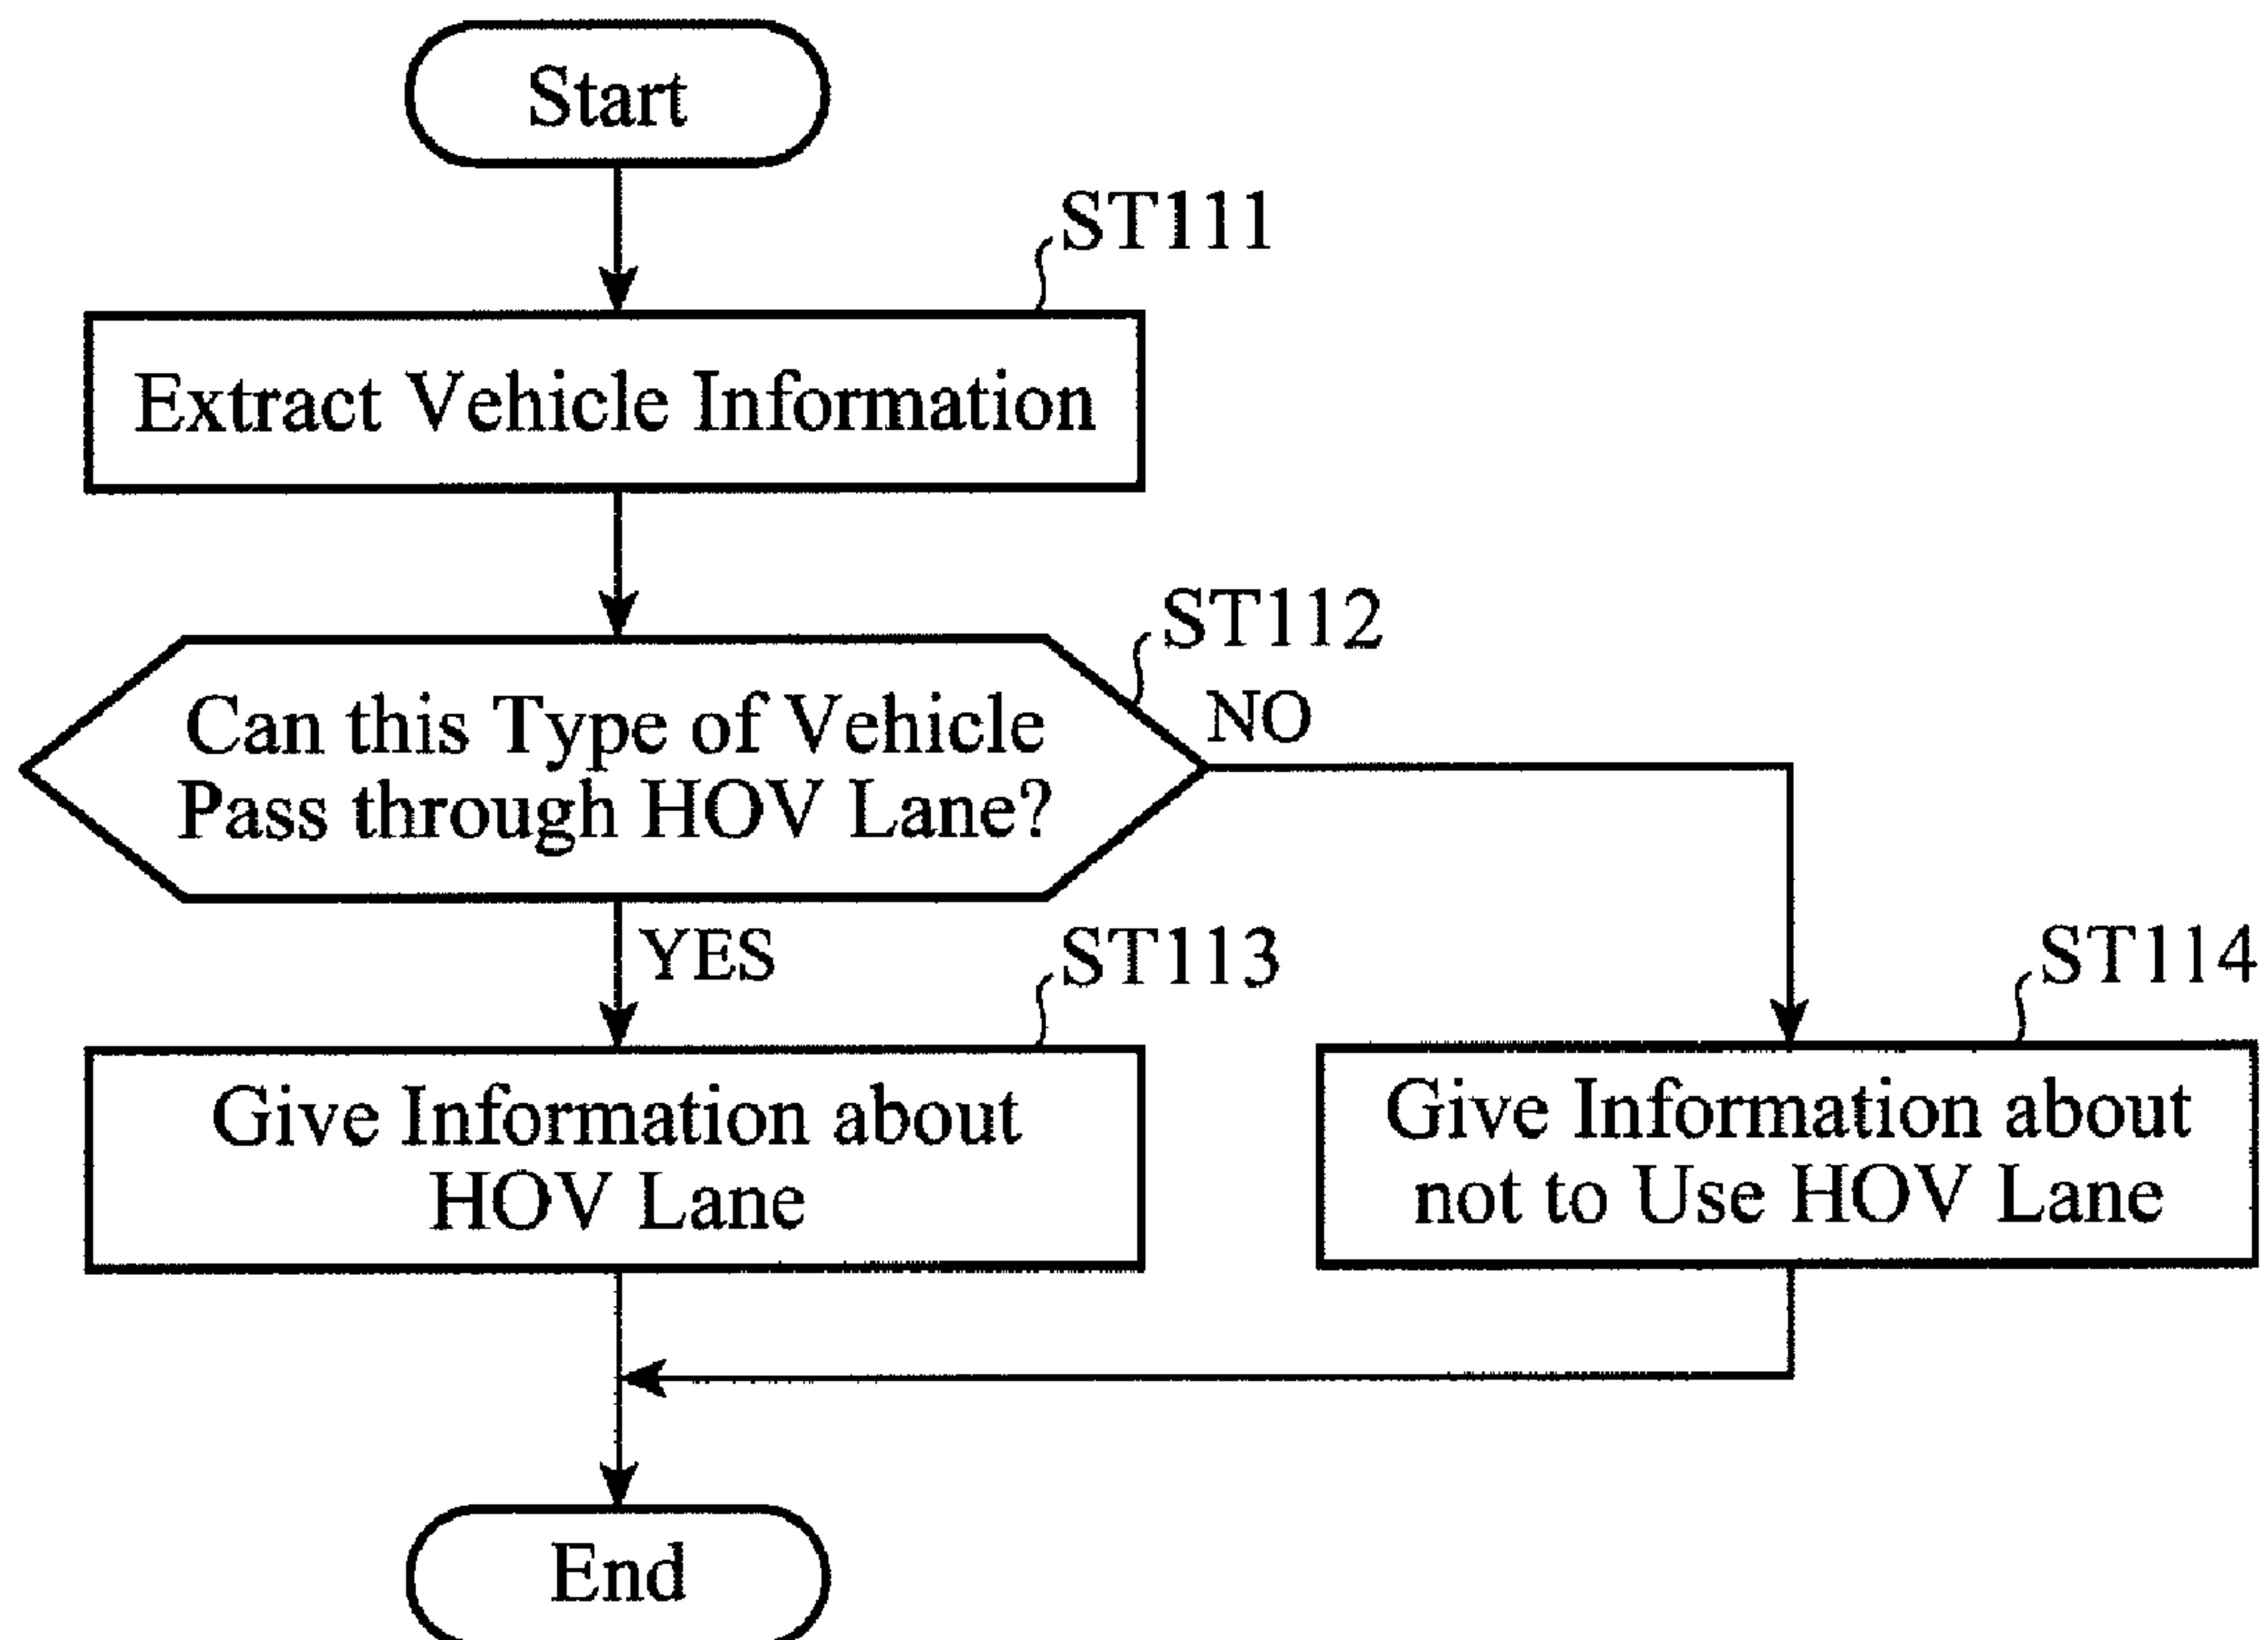 Start
ST111
Extract Vehicle Information
ST112
Can this Type of Vehicle
Pass through HOV Lane?
NO
YES
ST113
Give Information about
HOV Lane
ST114
Give Information about
not to Use HOV Lane
End